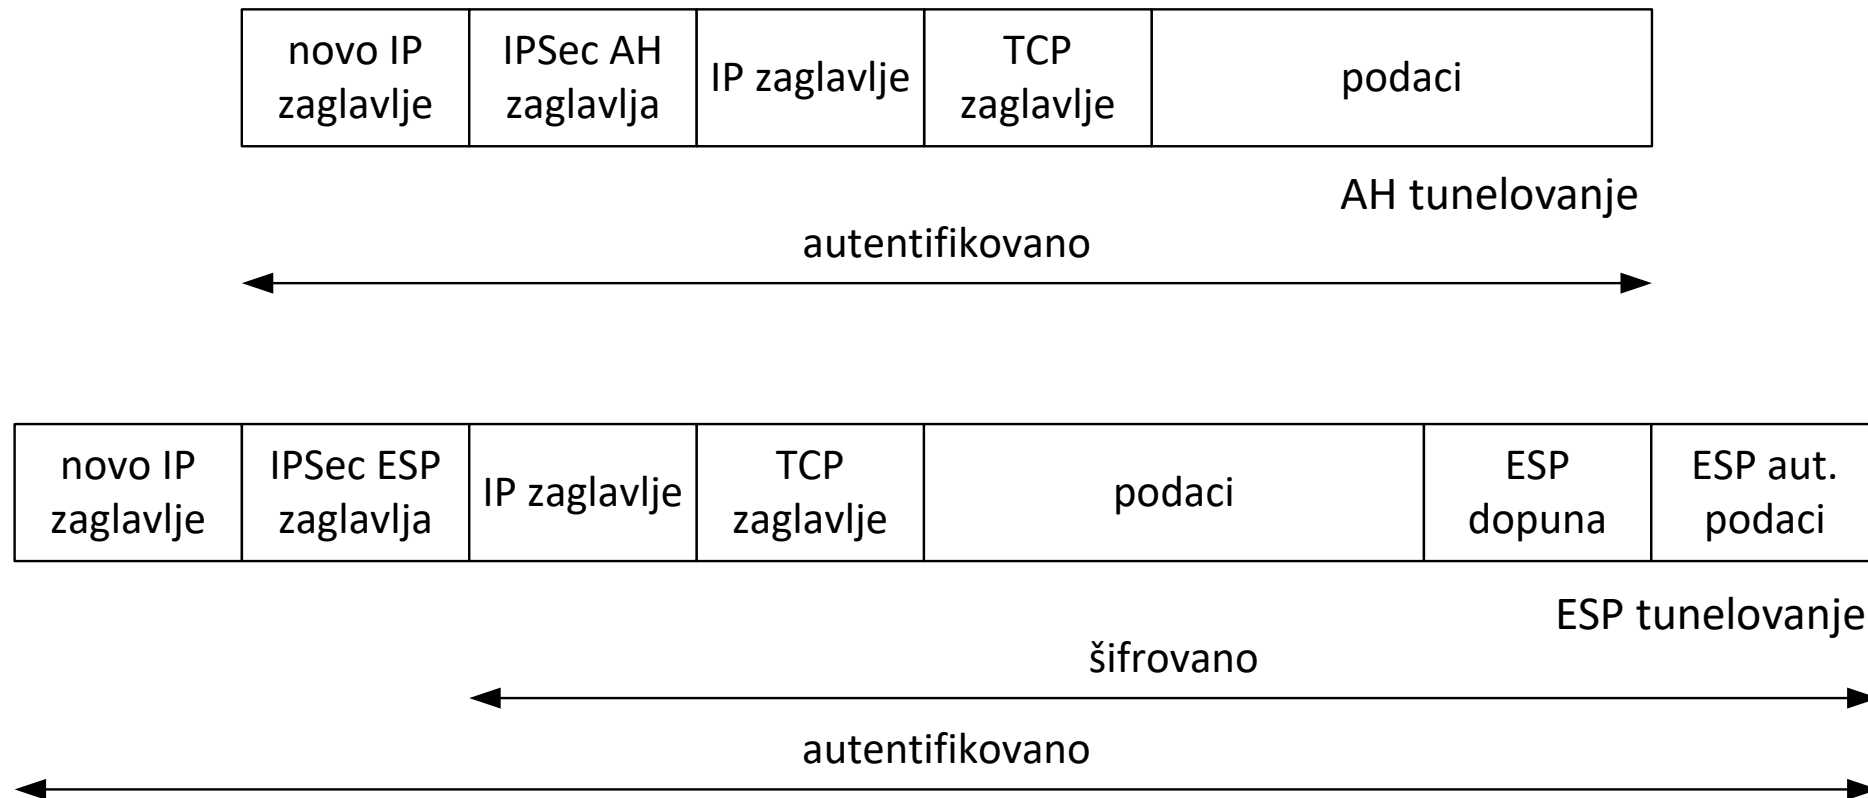 novo IP
zaglavlje
IPSec AH
zaglavlja
IP zaglavlje
TCP
zaglavlje
podaci
AH tunelovanje
autentifikovano
novo IP
zaglavlje
IPSec ESP
zaglavlja
IP zaglavlje
TCP
zaglavlje
podaci
ESP
dopuna
ESP aut.
podaci
ESP tunelovanje
šifrovano
autentifikovano